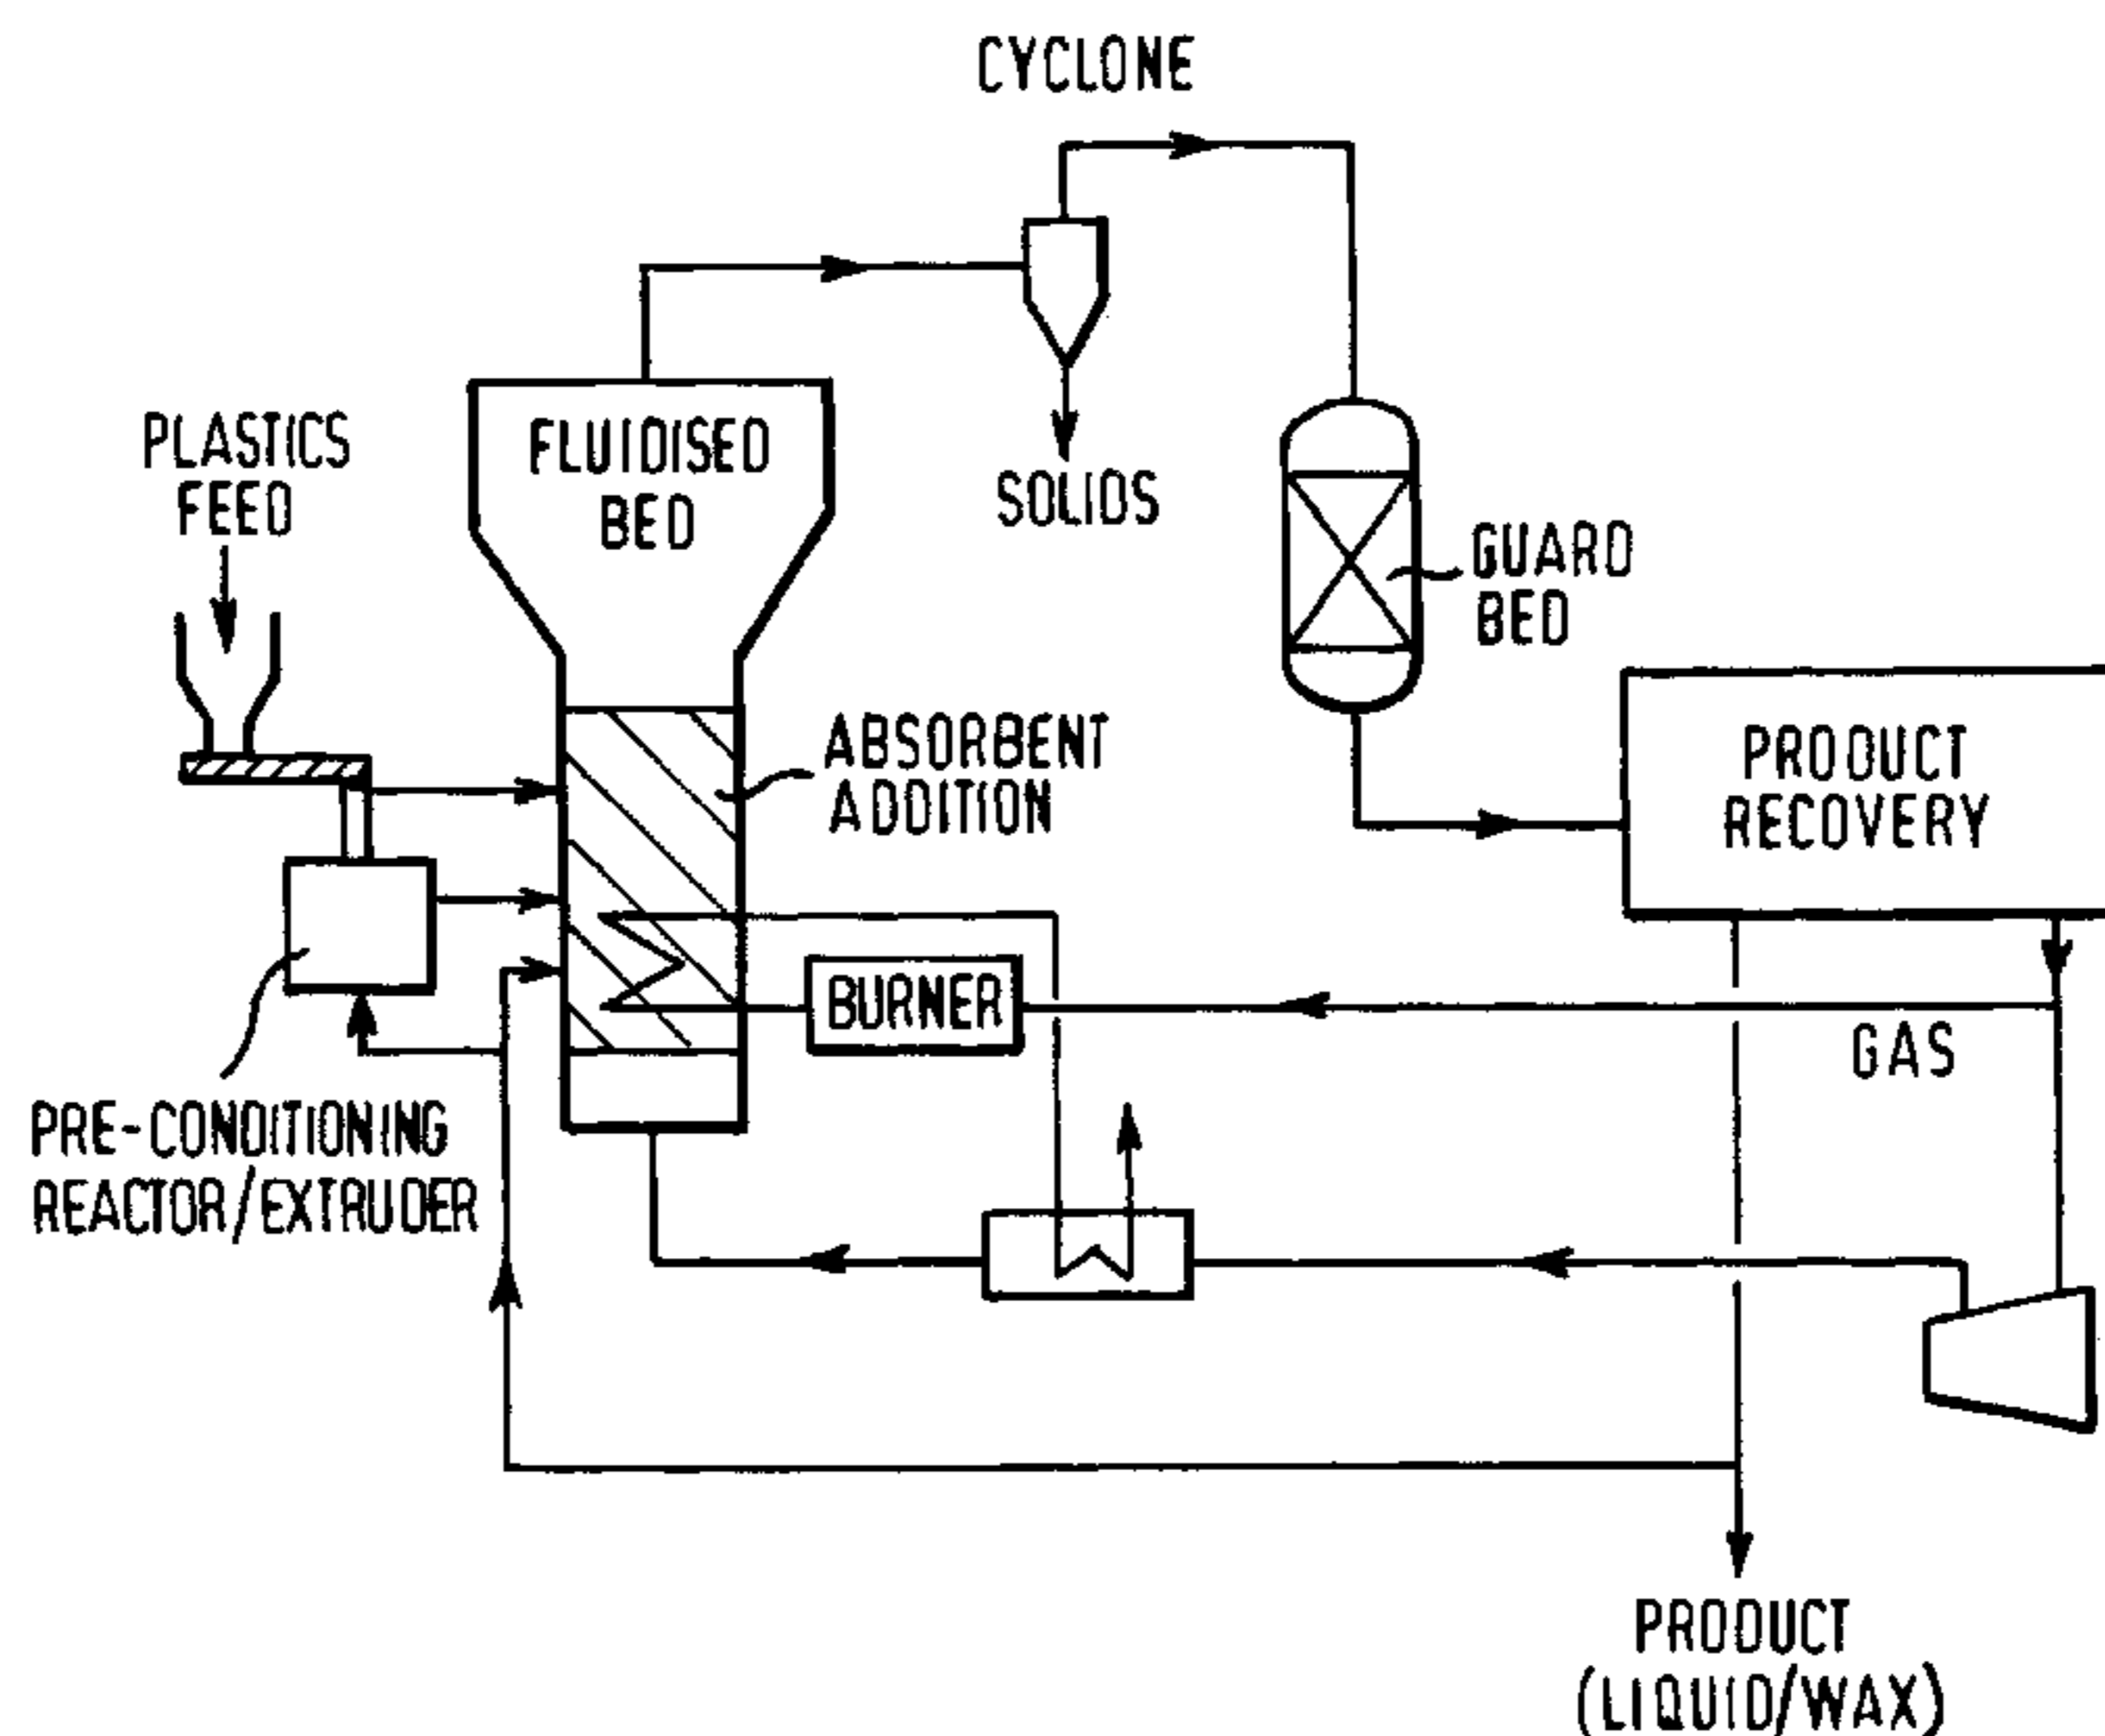 CYCLONE
PLASTICS
FEED
FLUIDISED
BED
SOLIDS
GUARD
BED
ABSORBENT
ADDITION
PRODUCT
RECOVERY
BURNER
GAS
PRE-CONDITIONING
REACTOR/EXTRUDER
PRODUCT
(LIQUID/WAX)